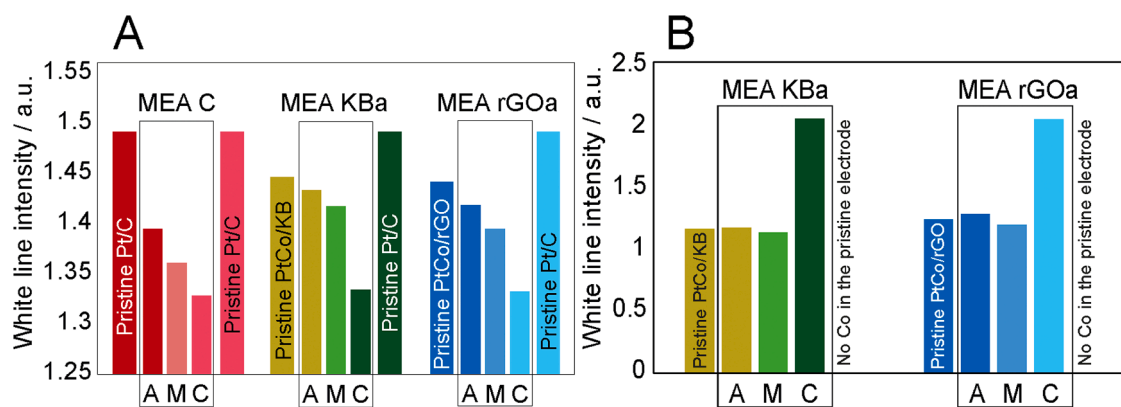 A
White line intensity / a.u.
1.55
1.5
1.45
1.4
1.35
1.3
1.25
MEA C
MEA KBa
MEA rGOa
Pristine Pt/C
Pristine Pt/C
Pristine PtCo/KB
Pristine Pt/C
Pristine PtCo/rGO
Pristine Pt/C
A M C
A M C
A M C
B
White line intensity / a.u.
2.5
2
1.5
1
0.5
0
MEA KBa
MEA rGOa
Pristine PtCo/KB
No Co in the pristine electrode
Pristine PtCo/rGO
No Co in the pristine electrode
A M C
A M C